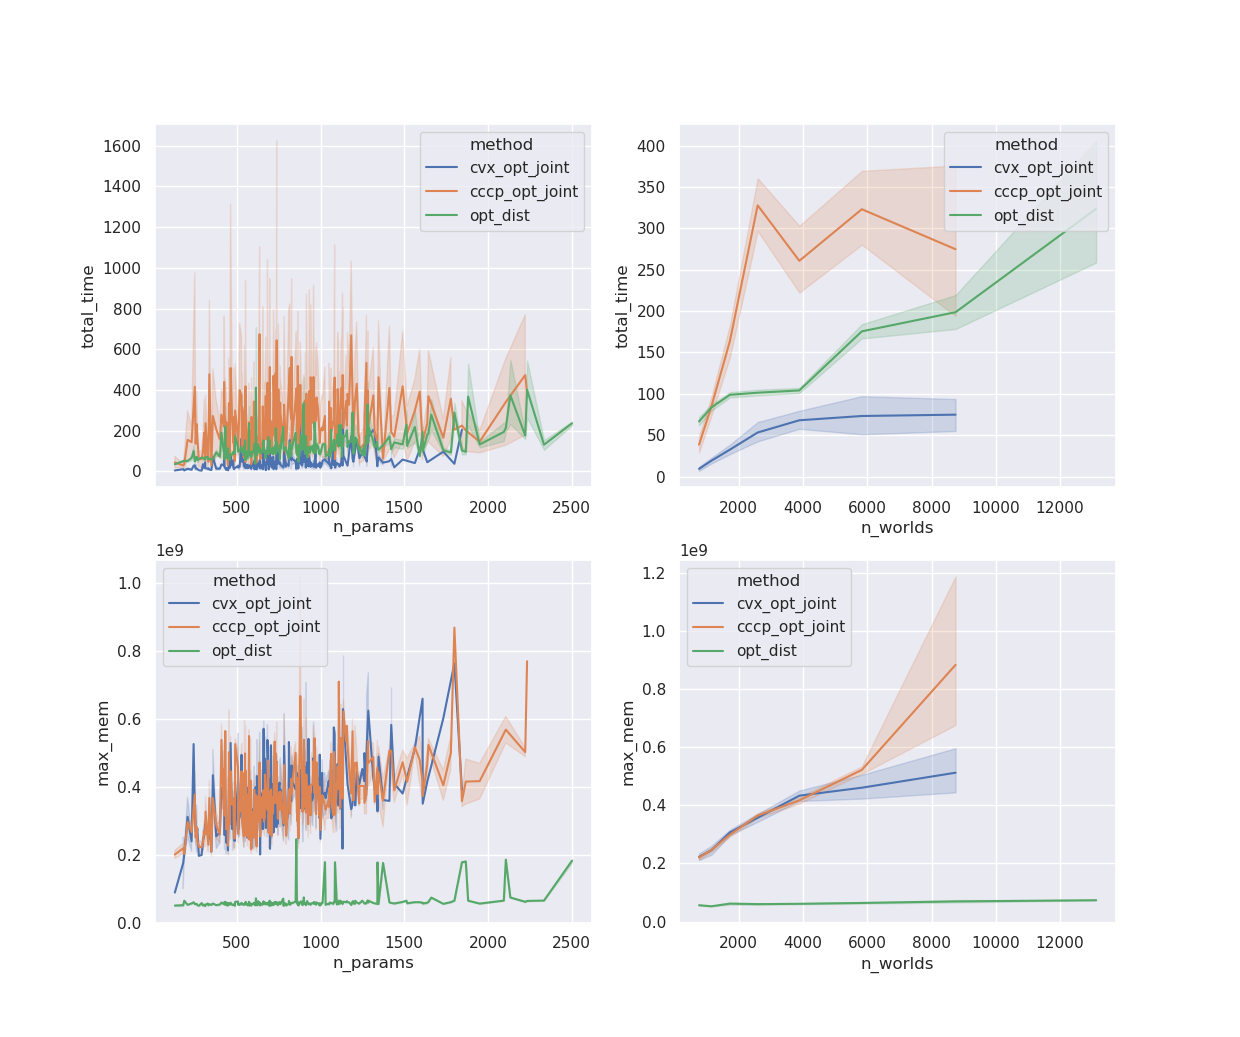 method
cvx_opt_joint
cccp_opt_joint
opt_dist
1600
1400
1200
1000
800
600
400
200
0
total_time
500
1000
1500
2000
2500
n_params
method
cvx_opt_joint
cccp_opt_joint
opt_dist
400
350
300
250
200
150
100
50
0
total_time
2000
4000
6000
8000
10000
12000
n_worlds
1e9
method
cvx_opt_joint
cccp_opt_joint
opt_dist
1.0
0.8
0.6
0.4
0.2
0.0
max_mem
500
1000
1500
2000
2500
n_params
1e9
method
cvx_opt_joint
cccp_opt_joint
opt_dist
1.2
1.0
0.8
0.6
0.4
0.2
0.0
max_mem
2000
4000
6000
8000
10000
12000
n_worlds